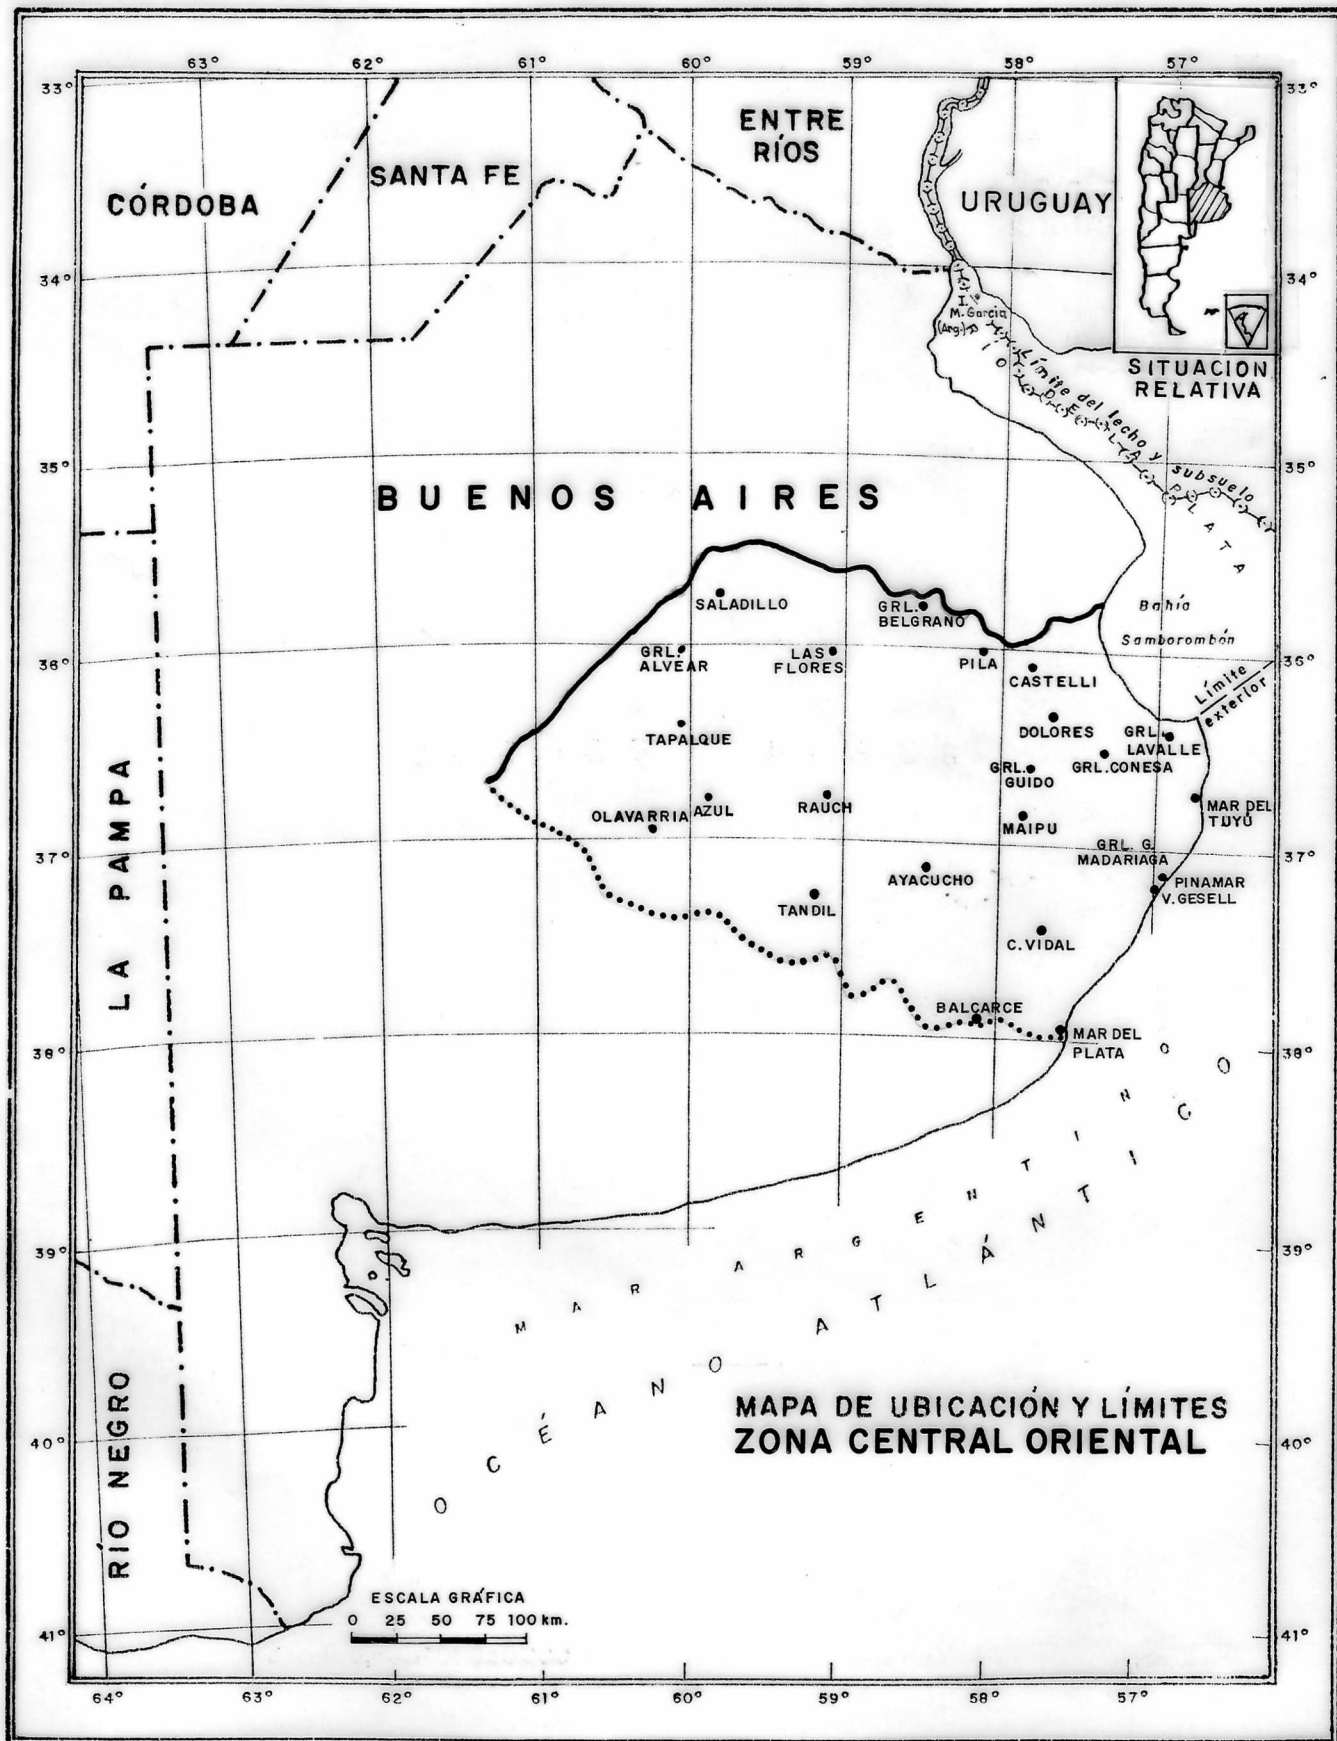 63° 62° 61° 60° 59° 58° 57°
33° 33°
ENTRE
RÍOS
SANTA FE
CÓRDOBA
URUGUAY
34° 34°
I.
M. García
(Arg.)
RIO DE LA PLATA
Límite del lecho y subsuelo
SITUACION
RELATIVA
35° 35°
BUENOS AIRES
SALADILLO
GRL.
BELGRANO
Bahía
Samborombón
GRL.
ALVEAR
LAS
FLORES
PILA
CASTELLI
36° 36°
Límite
exterior
TAPALQUE
DOLORES
GRL.
LAVALLE
GRL.
GUIDO
GRL.CONESA
OLAVARRIA
AZUL
RAUCH
MAIPU
MAR DEL
TUYÚ
37° 37°
GRL. G.
MADARIAGA
AYACUCHO
PINAMAR
V.GESELL
TANDIL
C.VIDAL
LA PAMPA
BALCARCE
MAR DEL
PLATA
38° 38°
39° 39°
MAR ARGENTINO
OCÉANO ATLÁNTICO
MAPA DE UBICACIÓN Y LÍMITES
ZONA CENTRAL ORIENTAL
40° 40°
RÍO NEGRO
ESCALA GRÁFICA
0 25 50 75 100 km.
41° 41°
64° 63° 62° 61° 60° 59° 58° 57°